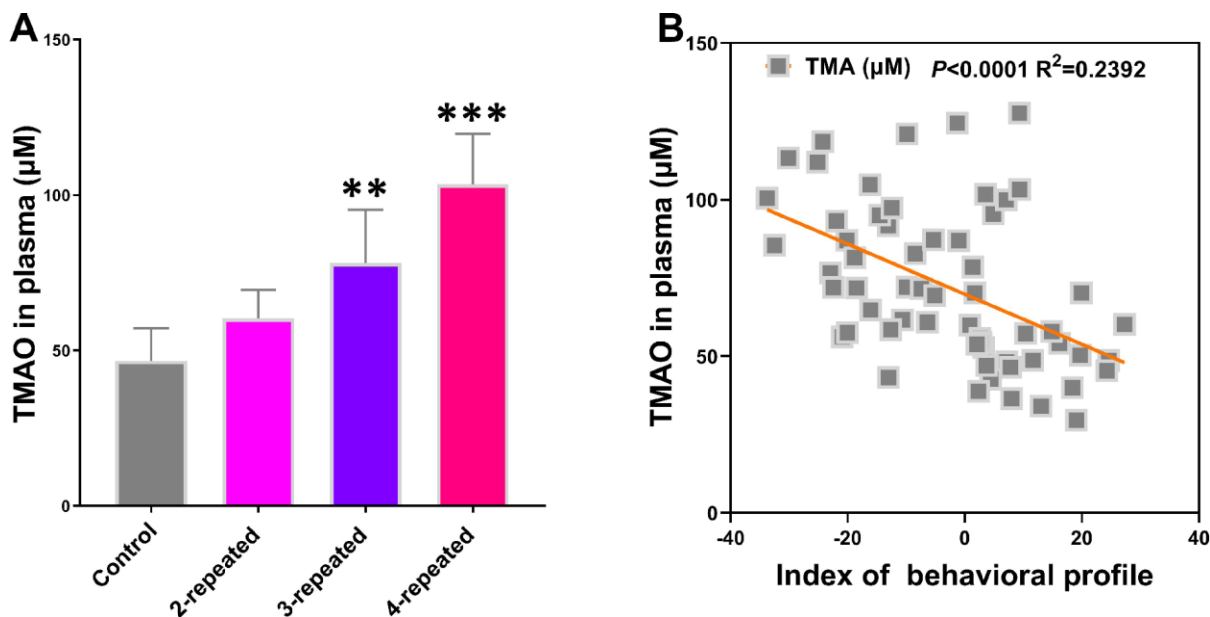 A
TMAO in plasma (μM)
150
100
50
0
**
***
Control
2-repeated
3-repeated
4-repeated
B
TMAO in plasma (μM)
150
100
50
0
TMA (μM) P<0.0001 R²=0.2392
-40 -20 0 20 40
Index of behavioral profile